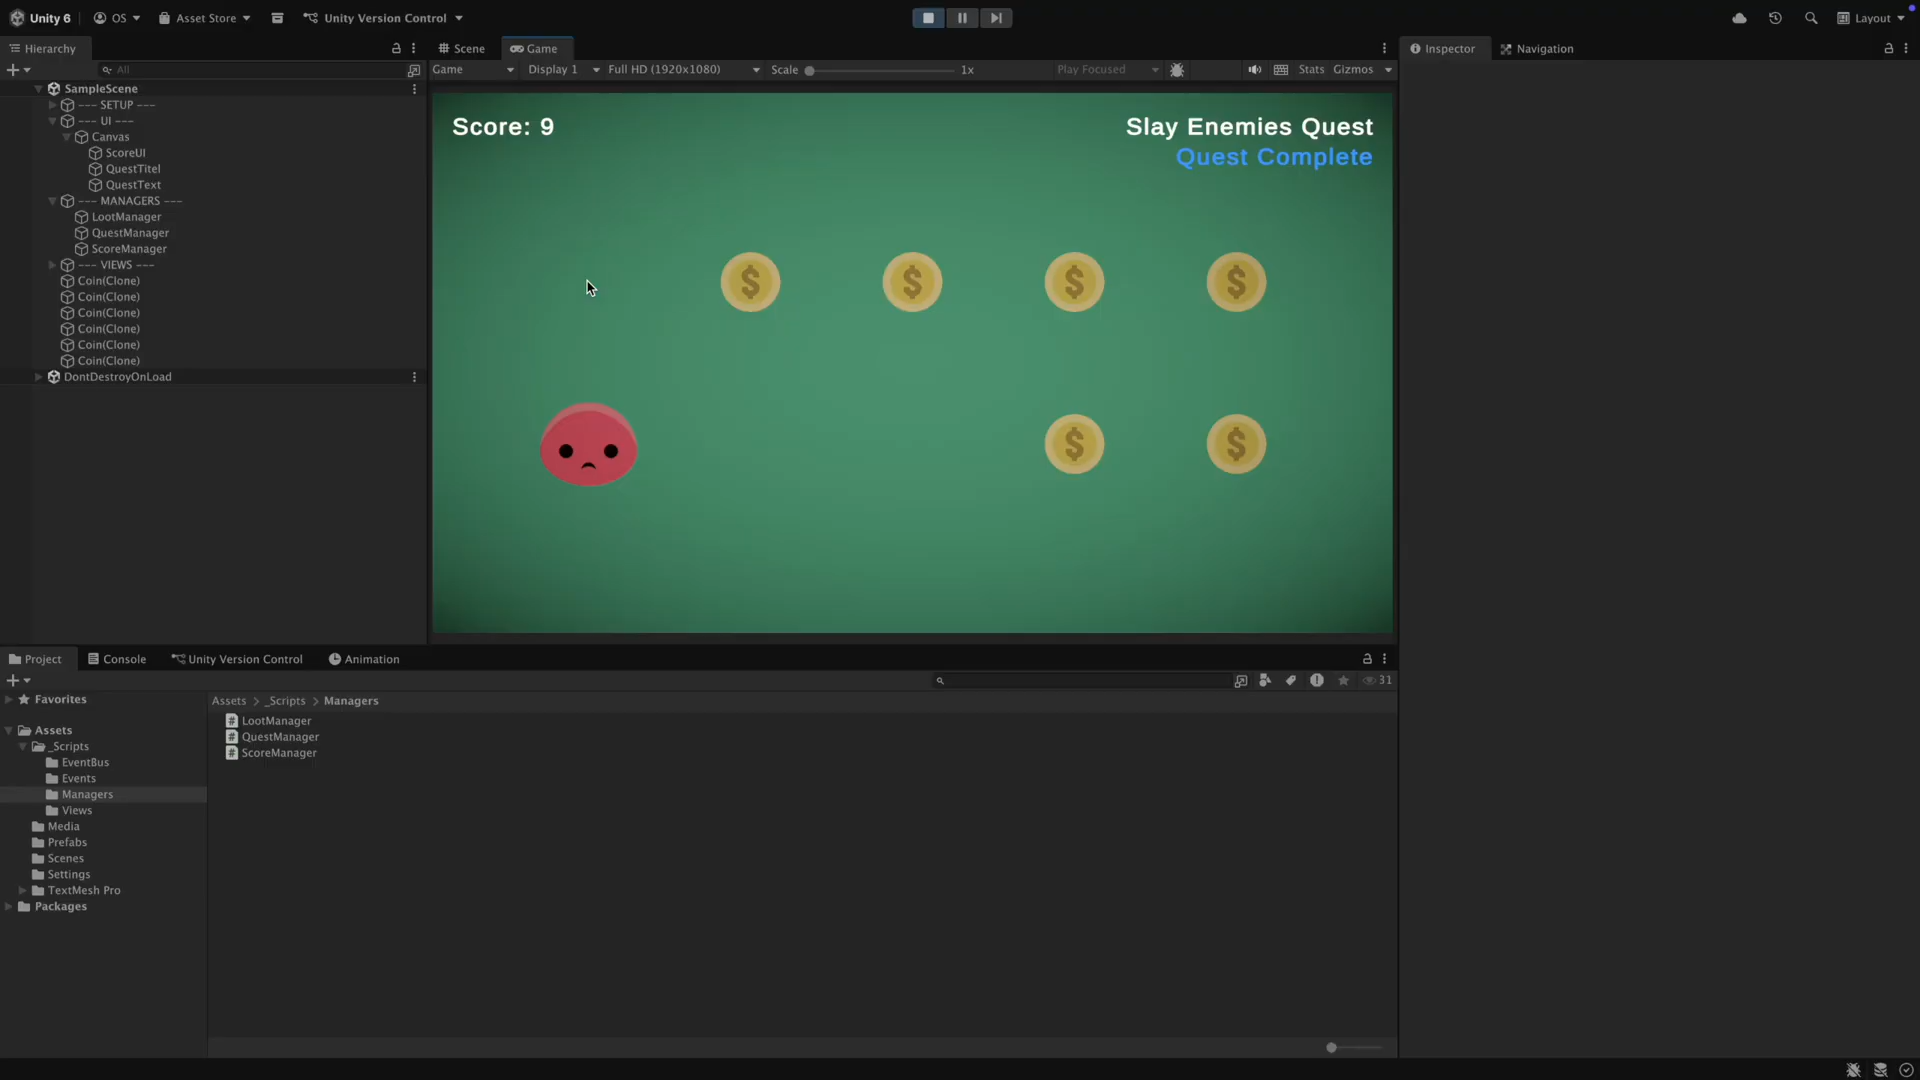 Unity 6
OS
Asset Store
Unity Version Control
Layout
Hierarchy
All
SampleScene
--- SETUP ---
--- UI ---
Canvas
ScoreUI
QuestTitel
QuestText
--- MANAGERS ---
LootManager
QuestManager
ScoreManager
--- VIEWS ---
Coin(Clone)
Coin(Clone)
Coin(Clone)
Coin(Clone)
Coin(Clone)
Coin(Clone)
DontDestroyOnLoad
Scene
Game
Game
Display 1
Full HD (1920x1080)
Scale
1x
Play Focused
Stats
Gizmos
Score: 9
Slay Enemies Quest
Quest Complete
$
$
$
$
$
$
Inspector
Navigation
Project
Console
Unity Version Control
Animation
31
Favorites
Assets
_Scripts
EventBus
Events
Managers
Views
Media
Prefabs
Scenes
Settings
TextMesh Pro
Packages
Assets > _Scripts > Managers
LootManager
QuestManager
ScoreManager